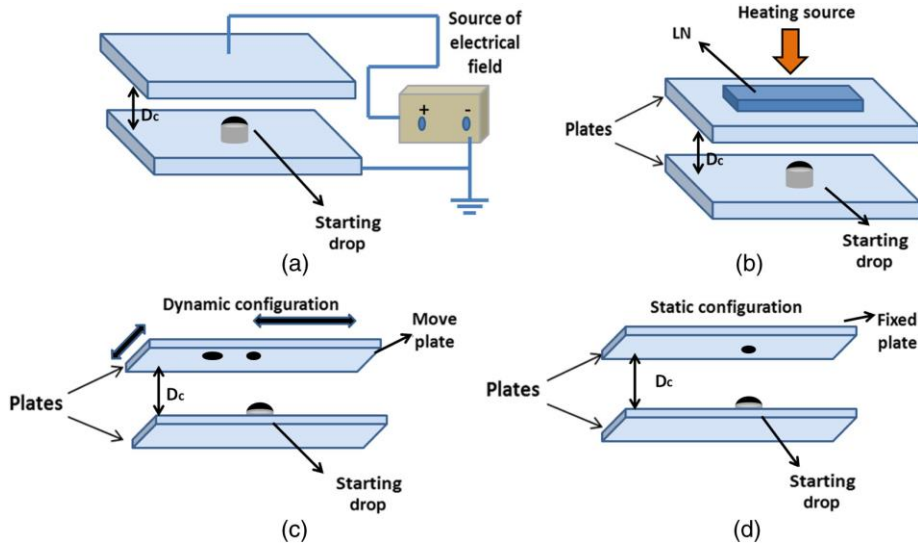 Source of
electrical
field
+ -
Dc
Starting
drop
(a)
Heating source
LN
Plates
Dc
Starting
drop
(b)
Dynamic configuration
Move
plate
Plates
Dc
Starting
drop
(c)
Static configuration
Fixed
plate
Plates
Dc
Starting
drop
(d)